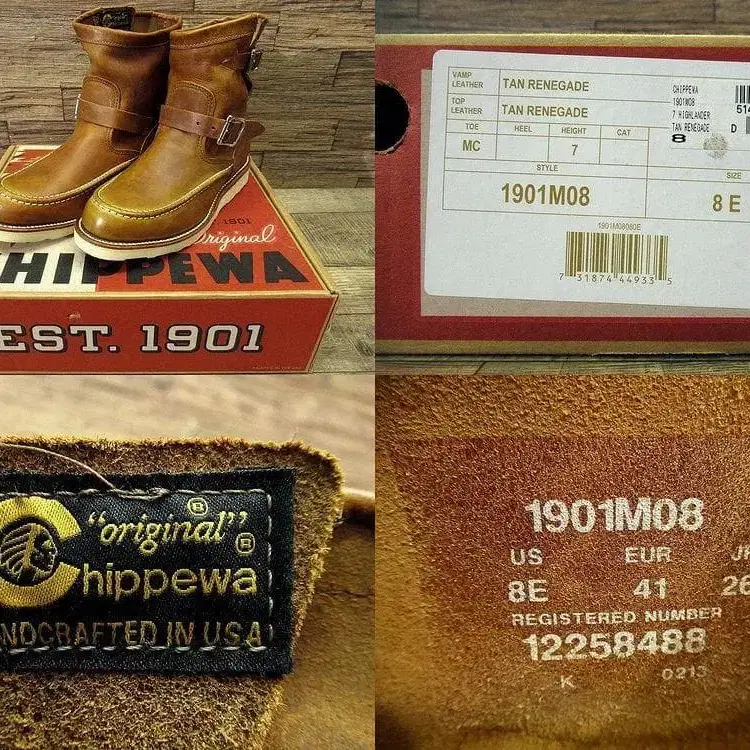 1901
Original
CHIPPEWA
EST. 1901
VAMP
LEATHER
TAN RENEGADE
TOP
LEATHER
TAN RENEGADE
TOE
HEEL
HEIGHT
CAT
MC
7
STYLE
SIZE
1901M08
8 E
CHIPPEWA
1901M08
7 HIGHLANDER
TAN RENEGADE
D
8
514
1901M08080E
7 31874 44933 5
"original" ®
Chippewa ®
NDCRAFTED IN U.S.A
1901M08
US EUR
8E 41
REGISTERED NUMBER
12258488
K 0213